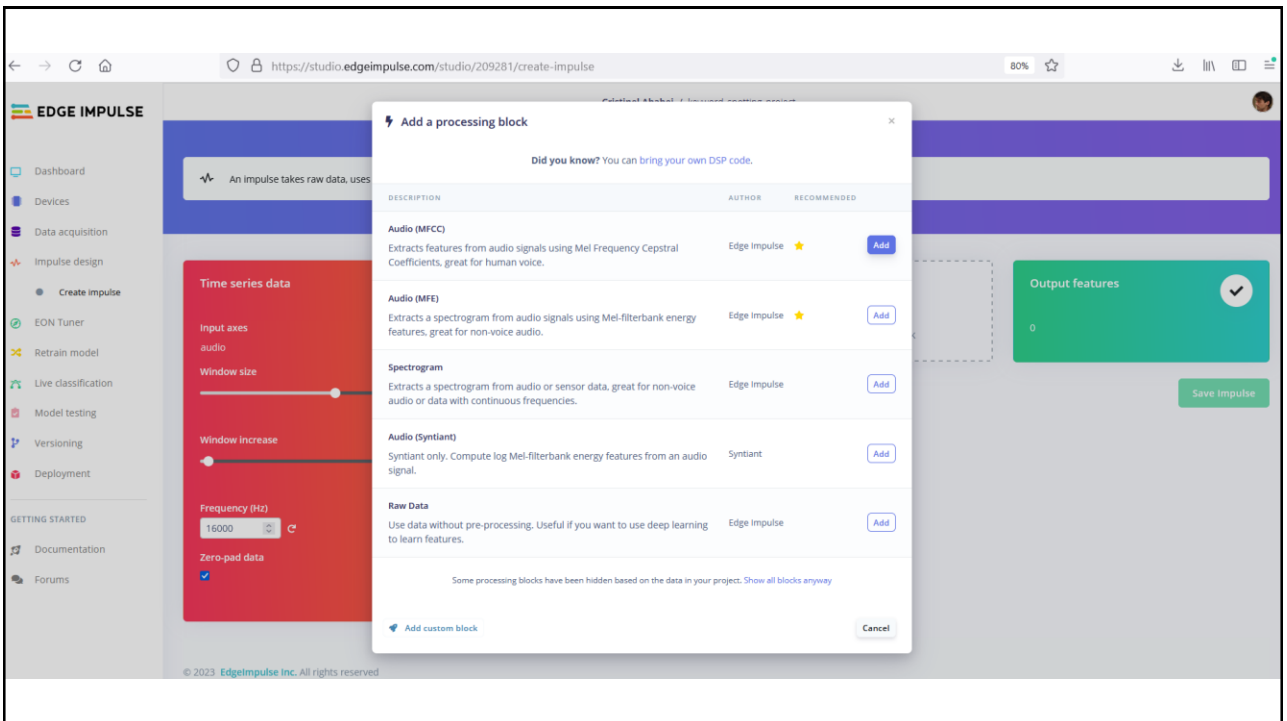 https://studio.edgeimpulse.com/studio/209281/create-impulse
80%
EDGE IMPULSE
Dashboard
Devices
Data acquisition
Impulse design
Create impulse
EON Tuner
Retrain model
Live classification
Model testing
Versioning
Deployment
GETTING STARTED
Documentation
Forums
An impulse takes raw data, uses
Time series data
Input axes
audio
Window size
Window increase
Frequency (Hz)
16000
Zero-pad data
Add a processing block
×
Did you know? You can bring your own DSP code.
DESCRIPTION AUTHOR RECOMMENDED
Audio (MFCC)
Extracts features from audio signals using Mel Frequency Cepstral
Coefficients, great for human voice.
Edge Impulse
Add
Audio (MFE)
Extracts a spectrogram from audio signals using Mel-filterbank energy
features, great for non-voice audio.
Edge Impulse
Add
Spectrogram
Extracts a spectrogram from audio or sensor data, great for non-voice
audio or data with continuous frequencies.
Edge Impulse
Add
Audio (Syntiant)
Syntiant only. Compute log Mel-filterbank energy features from an audio
signal.
Syntiant
Add
Raw Data
Use data without pre-processing. Useful if you want to use deep learning
to learn features.
Edge Impulse
Add
Some processing blocks have been hidden based on the data in your project. Show all blocks anyway
Add custom block
Cancel
Output features
0
Save Impulse
© 2023 EdgeImpulse Inc. All rights reserved